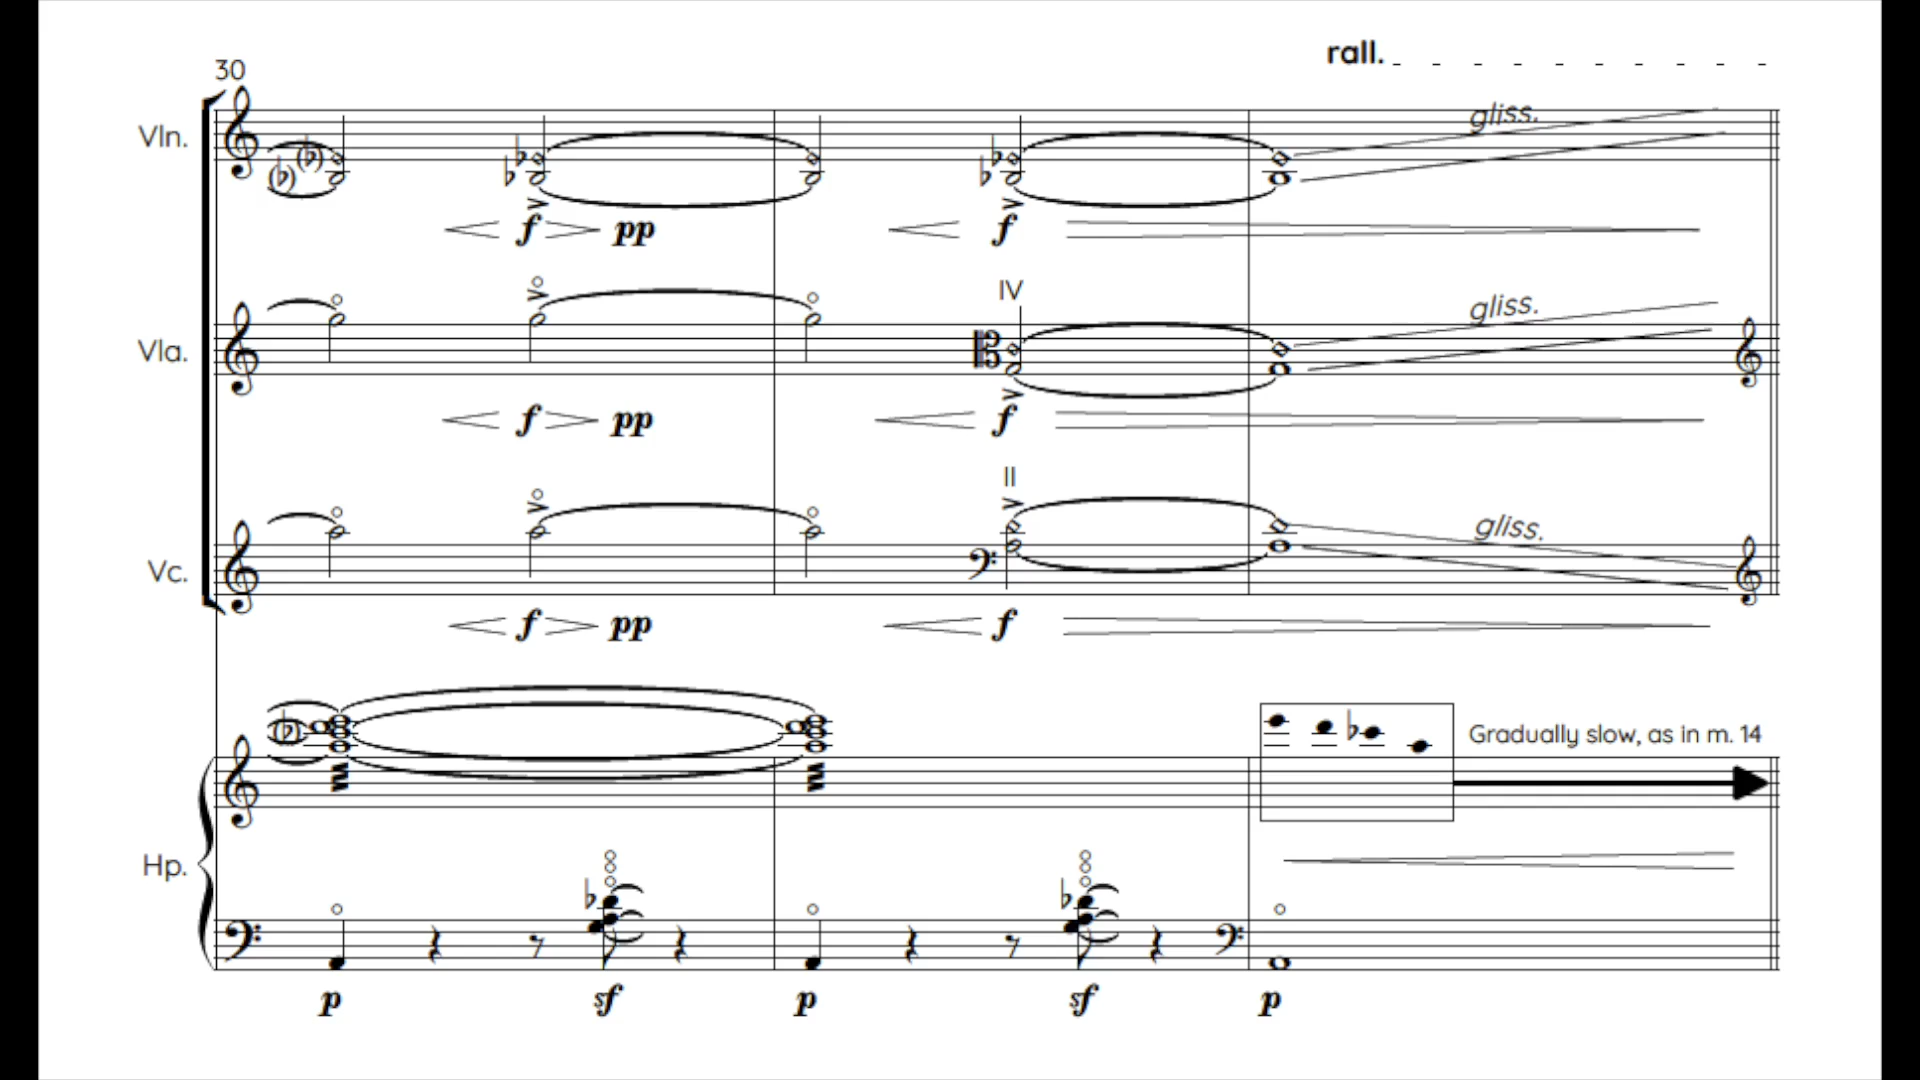 rall.
30
gliss.
Vln.
f pp f
IV
gliss.
Vla.
f pp f
II
gliss.
Vc.
f pp f
Gradually slow, as in m. 14
Hp.
p sf p sf p